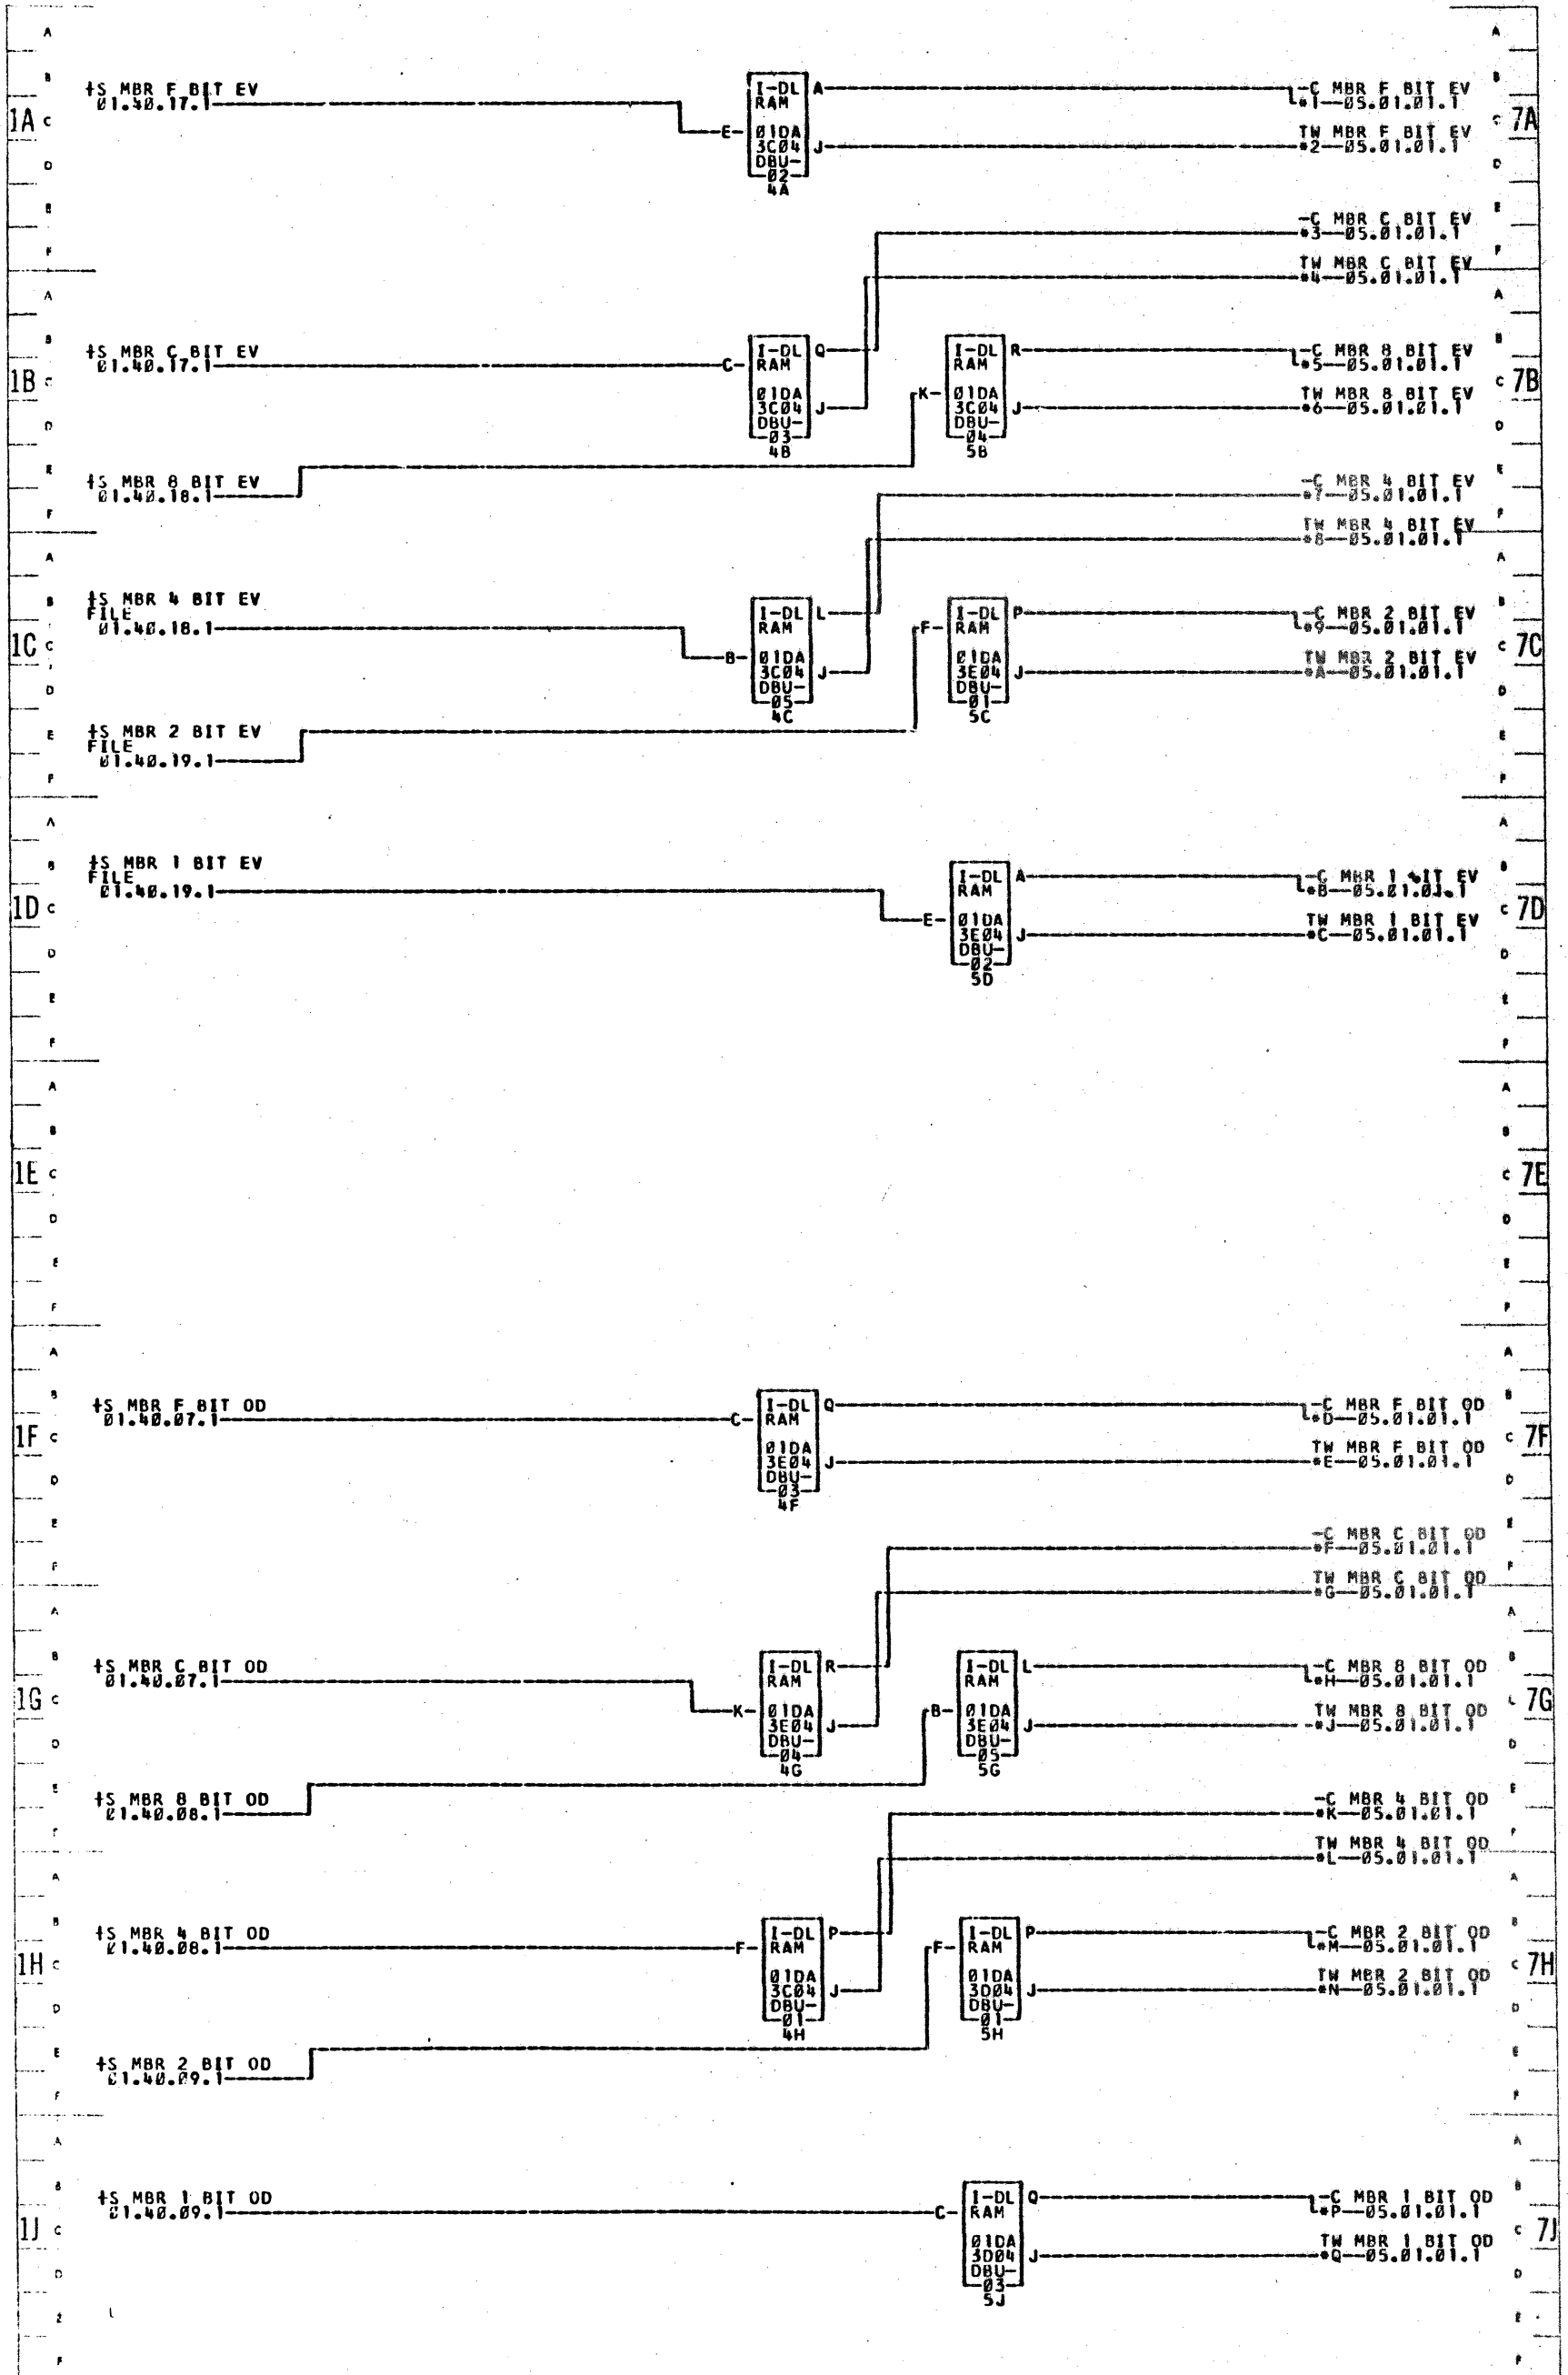 +S MBR F BIT EV
01.40.17.1
E
I-DL
RAM
01DA
3C04
DBU-
02
4A
A
J
-C MBR F BIT EV
*1—05.01.01.1
TW MBR F BIT EV
*2—05.01.01.1
1A
7A
-C MBR C BIT EV
*3—05.01.01.1
TW MBR C BIT EV
*4—05.01.01.1
+S MBR C BIT EV
01.40.17.1
C
I-DL
RAM
01DA
3C04
DBU-
03
4B
Q
J
K
I-DL
RAM
01DA
3C04
DBU-
04
5B
R
J
-C MBR 8 BIT EV
*5—05.01.01.1
TW MBR 8 BIT EV
*6—05.01.01.1
1B
7B
+S MBR 8 BIT EV
01.40.18.1
-C MBR 4 BIT EV
*7—05.01.01.1
TW MBR 4 BIT EV
*8—05.01.01.1
+S MBR 4 BIT EV
FILE
01.40.18.1
B
I-DL
RAM
01DA
3C04
DBU-
05
4C
L
J
F
I-DL
RAM
01DA
3E04
DBU-
01
5C
P
J
-C MBR 2 BIT EV
*9—05.01.01.1
TW MBR 2 BIT EV
*A—05.01.01.1
1C
7C
+S MBR 2 BIT EV
FILE
01.40.19.1
+S MBR 1 BIT EV
FILE
01.40.19.1
E
I-DL
RAM
01DA
3E04
DBU-
02
5D
A
J
-C MBR 1 BIT EV
*B—05.01.01.1
TW MBR 1 BIT EV
*C—05.01.01.1
1D
7D
1E
7E
+S MBR F BIT OD
01.40.07.1
C
I-DL
RAM
01DA
3E04
DBU-
03
4F
Q
J
-C MBR F BIT OD
*D—05.01.01.1
TW MBR F BIT OD
*E—05.01.01.1
1F
7F
-C MBR C BIT OD
*F—05.01.01.1
TW MBR C BIT OD
*G—05.01.01.1
+S MBR C BIT OD
01.40.07.1
K
I-DL
RAM
01DA
3E04
DBU-
04
4G
R
J
B
I-DL
RAM
01DA
3E04
DBU-
05
5G
L
J
-C MBR 8 BIT OD
*H—05.01.01.1
TW MBR 8 BIT OD
*J—05.01.01.1
1G
7G
+S MBR 8 BIT OD
01.40.08.1
-C MBR 4 BIT OD
*K—05.01.01.1
TW MBR 4 BIT OD
*L—05.01.01.1
+S MBR 4 BIT OD
01.40.08.1
F
I-DL
RAM
01DA
3C04
DBU-
01
4H
P
J
F
I-DL
RAM
01DA
3D04
DBU-
01
5H
P
J
-C MBR 2 BIT OD
*M—05.01.01.1
TW MBR 2 BIT OD
*N—05.01.01.1
1H
7H
+S MBR 2 BIT OD
01.40.09.1
+S MBR 1 BIT OD
01.40.09.1
C
I-DL
RAM
01DA
3D04
DBU-
03
5J
Q
J
-C MBR 1 BIT OD
*P—05.01.01.1
TW MBR 1 BIT OD
*Q—05.01.01.1
1J
7J